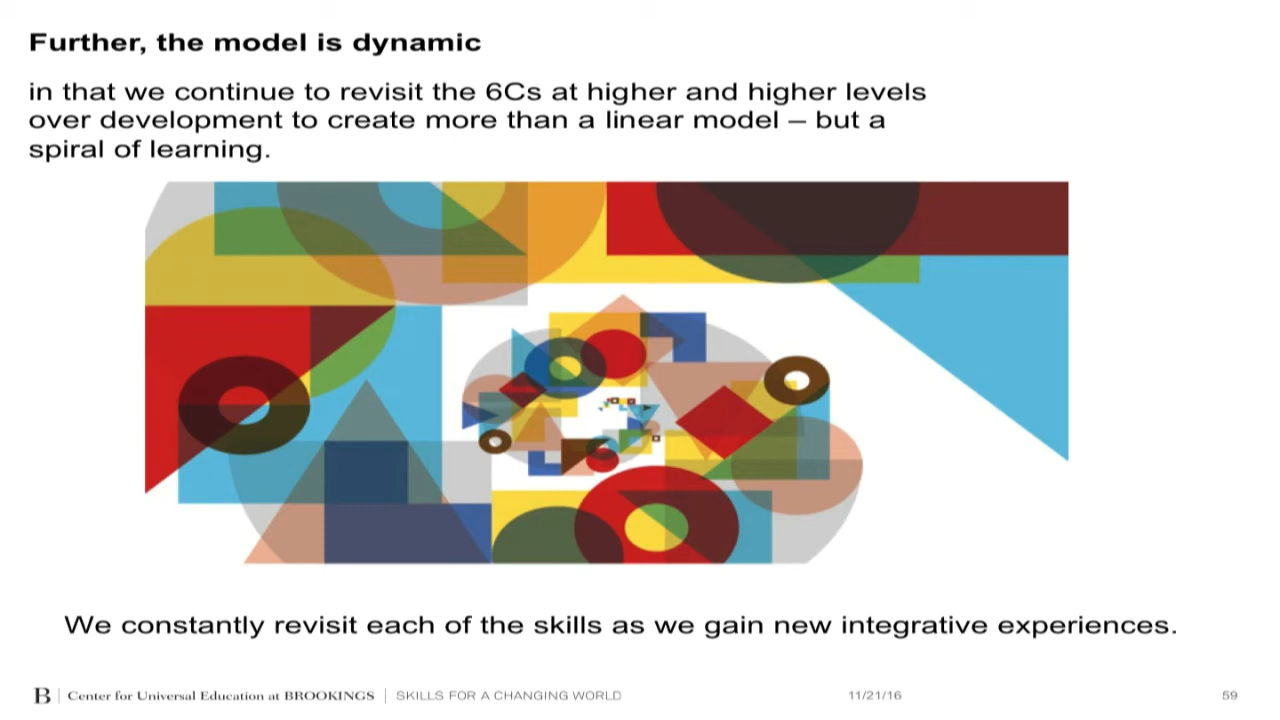 Further, the model is dynamic
in that we continue to revisit the 6Cs at higher and higher levels
over development to create more than a linear model – but a
spiral of learning.
We constantly revisit each of the skills as we gain new integrative experiences.
B | Center for Universal Education at BROOKINGS | SKILLS FOR A CHANGING WORLD 11/21/16 59